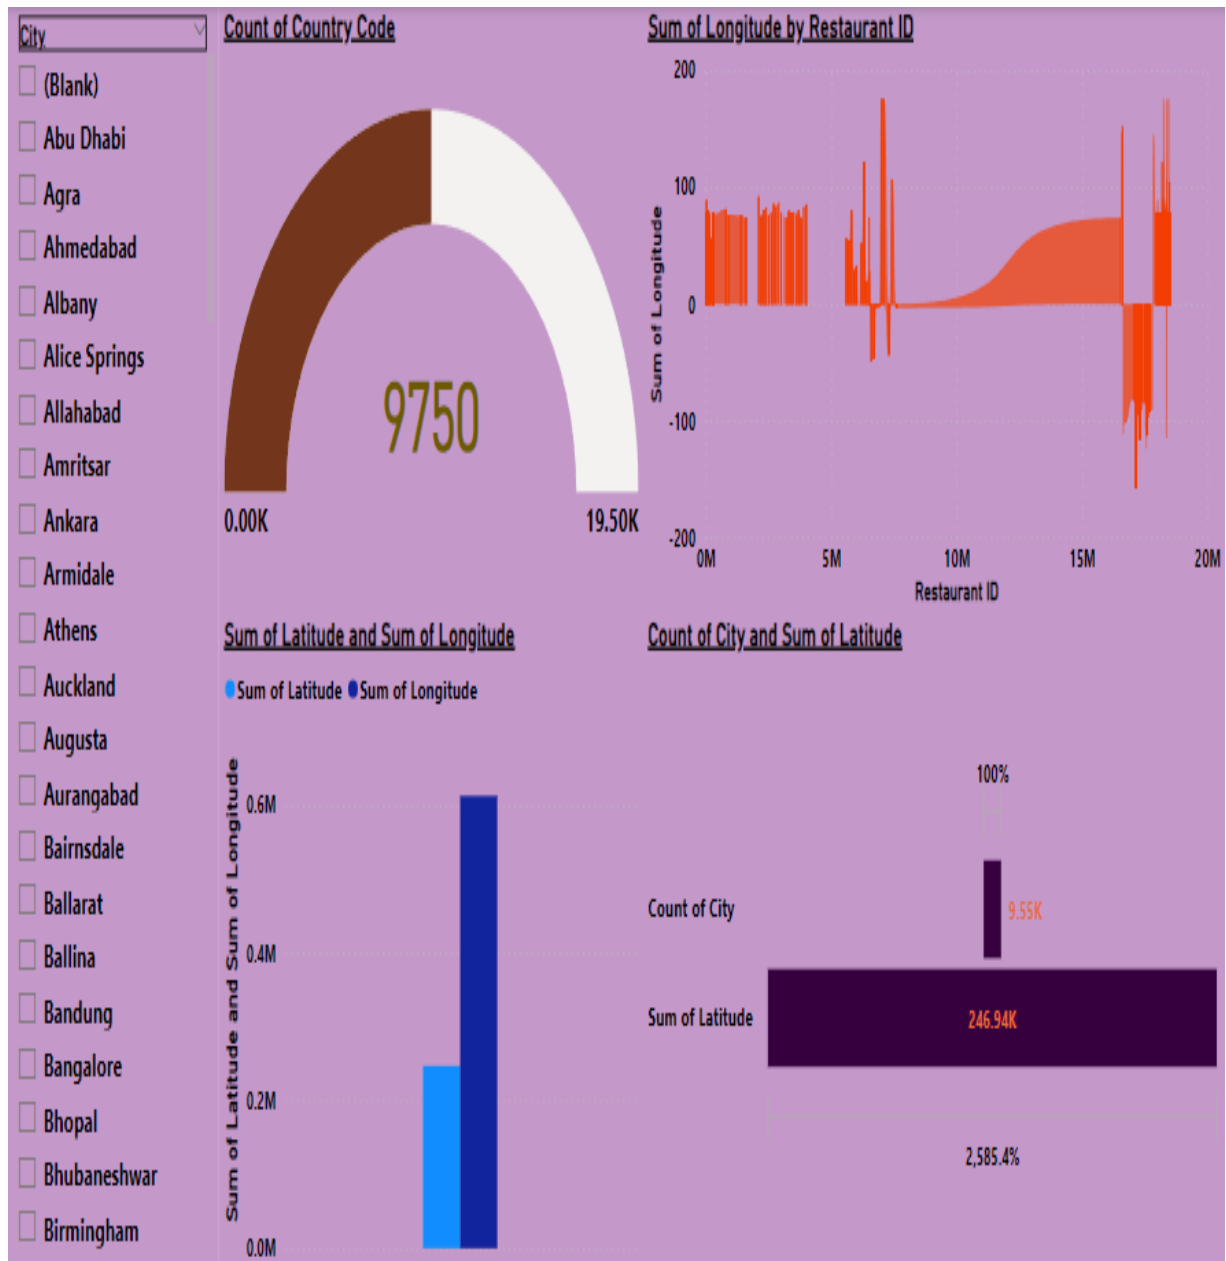 City
(Blank)
Abu Dhabi
Agra
Ahmedabad
Albany
Alice Springs
Allahabad
Amritsar
Ankara
Armidale
Athens
Auckland
Augusta
Aurangabad
Bairnsdale
Ballarat
Ballina
Bandung
Bangalore
Bhopal
Bhubaneshwar
Birmingham
Count of Country Code
9750
0.00K
19.50K
Sum of Longitude by Restaurant ID
Sum of Longitude
200
100
0
-100
-200
0M
5M
10M
15M
20M
Restaurant ID
Sum of Latitude and Sum of Longitude
Sum of Latitude
Sum of Longitude
Sum of Latitude and Sum of Longitude
0.6M
0.4M
0.2M
0.0M
Count of City and Sum of Latitude
100%
Count of City
9.55K
Sum of Latitude
246.94K
2,585.4%